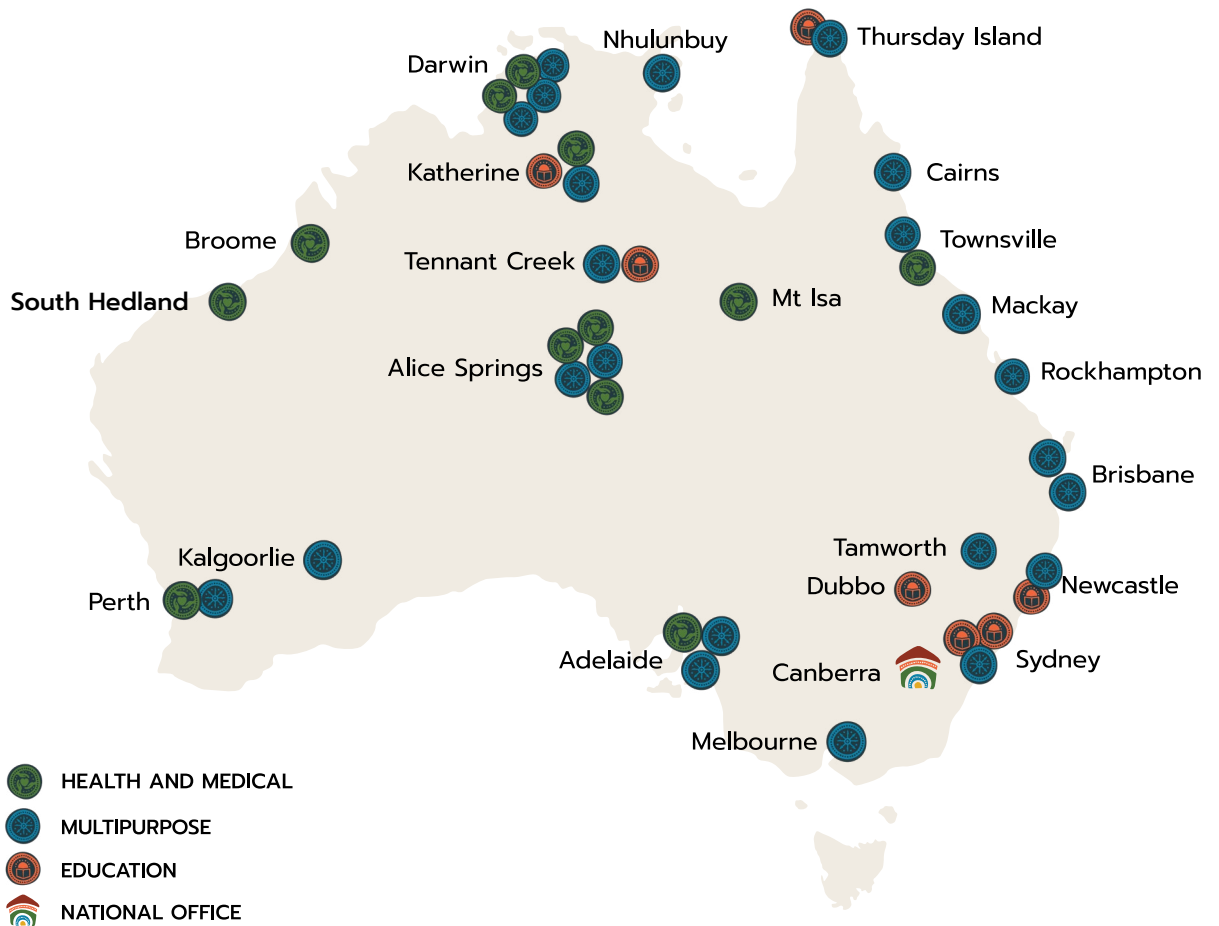 Nhulunbuy
Thursday Island
Darwin
Katherine
Cairns
Broome
Townsville
Tennant Creek
South Hedland
Mt Isa
Mackay
Alice Springs
Rockhampton
Brisbane
Tamworth
Kalgoorlie
Dubbo
Newcastle
Perth
Adelaide
Sydney
Canberra
Melbourne
HEALTH AND MEDICAL
MULTIPURPOSE
EDUCATION
NATIONAL OFFICE